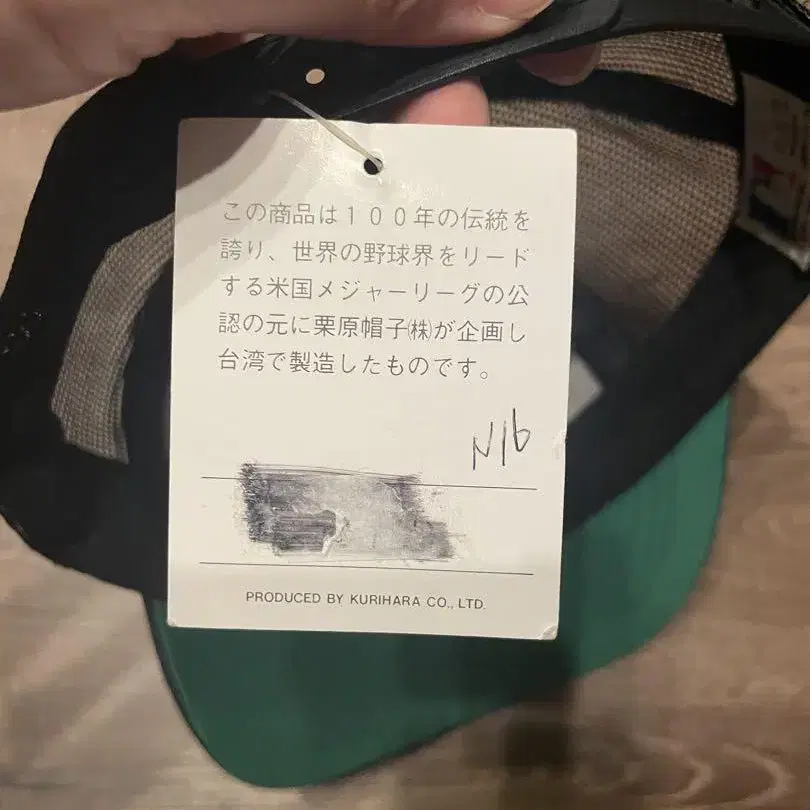 この商品は１００年の伝統を
誇り、世界の野球界をリード
する米国メジャーリーグの公
認の元に栗原帽子㈱が企画し
台湾で製造したものです。
N16
PRODUCED BY KURIHARA CO., LTD.